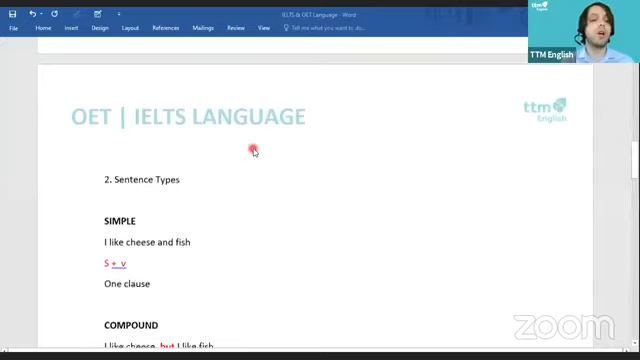 IELTS & OET Language - Word
File Home Insert Design Layout References Mailings Review View Tell me what you want to do...
ttm English
TTM English
OET | IELTS LANGUAGE
ttm English
2. Sentence Types
SIMPLE
I like cheese and fish
S + v
One clause
COMPOUND
I like cheese, but I like fish
zoom